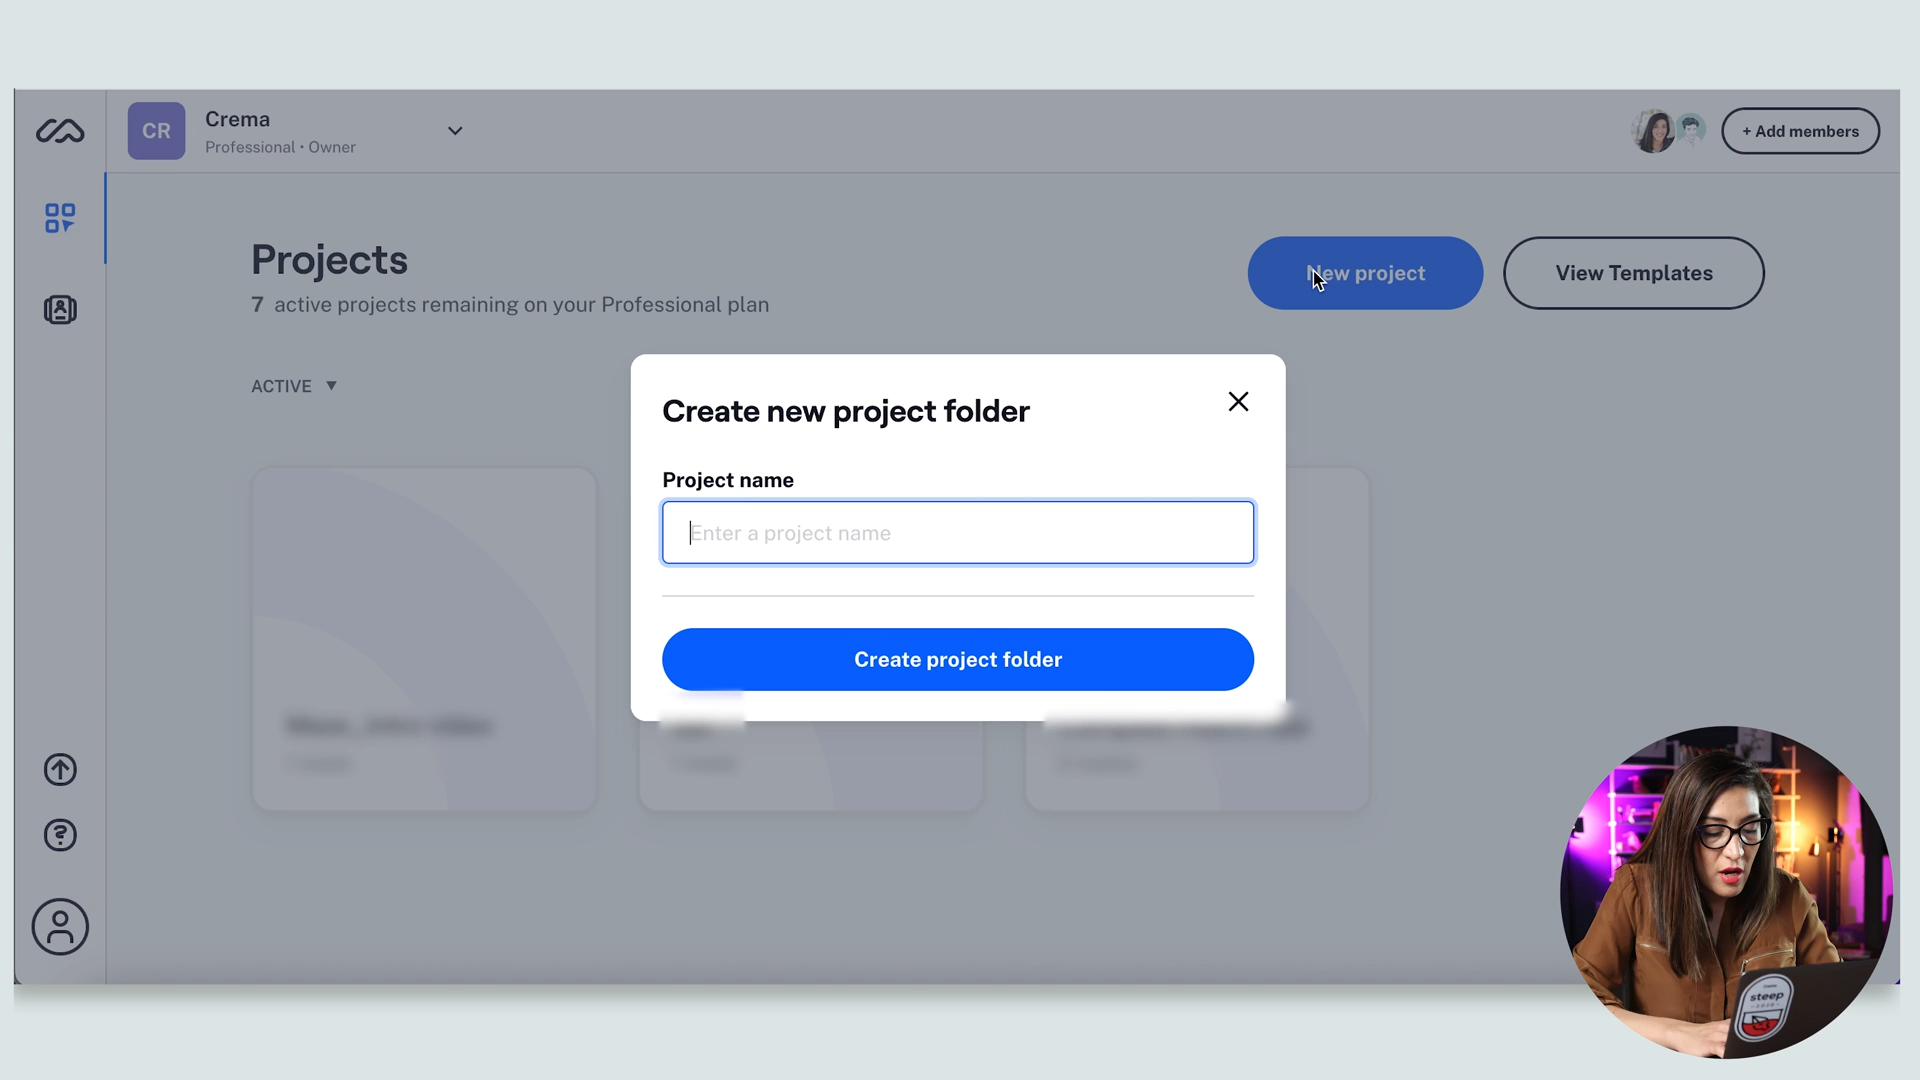 CR
Crema
Professional • Owner
+ Add members
Projects
7 active projects remaining on your Professional plan
New project
View Templates
ACTIVE ▼
Create new project folder
Project name
Enter a project name
Create project folder
steep